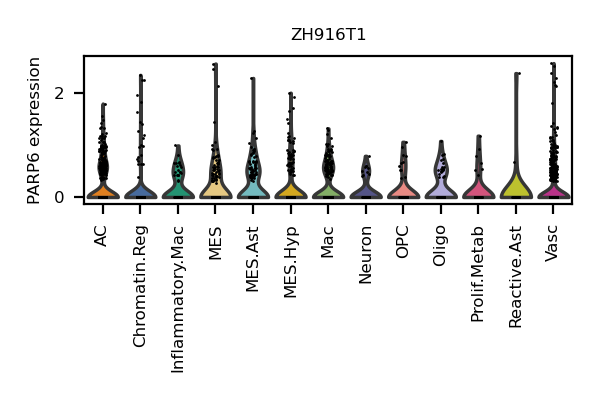 ZH916T1
PARP6 expression
2
0
AC
Chromatin.Reg
Inflammatory.Mac
MES
MES.Ast
MES.Hyp
Mac
Neuron
OPC
Oligo
Prolif.Metab
Reactive.Ast
Vasc